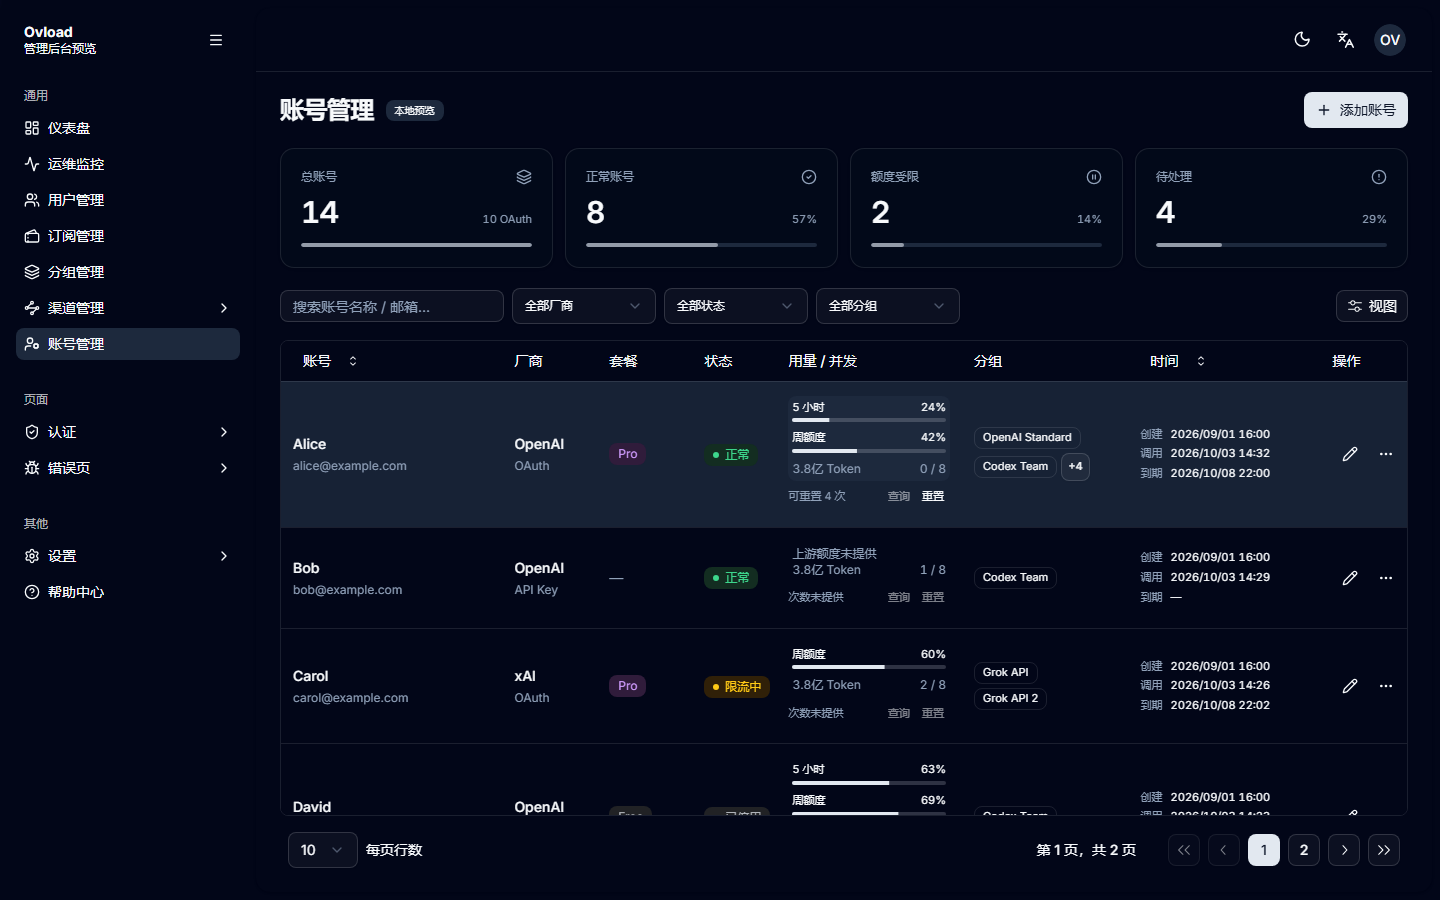 Ovload
管理后台预览
OV
通用
仪表盘
运维监控
用户管理
订阅管理
分组管理
渠道管理
账号管理
页面
认证
错误页
其他
设置
帮助中心
账号管理 本地预览
添加账号
总账号
14
10 OAuth
正常账号
8
57%
额度受限
2
14%
待处理
4
29%
搜索账号名称 / 邮箱...
全部厂商
全部状态
全部分组
视图
账号 厂商 套餐 状态 用量 / 并发 分组 时间 操作
Alice
alice@example.com
OpenAI
OAuth
Pro
正常
5 小时 24%
周额度 42%
3.8亿 Token 0 / 8
可重置 4 次 查询 重置
OpenAI Standard
Codex Team +4
创建 2026/09/01 16:00
调用 2026/10/03 14:32
到期 2026/10/08 22:00
Bob
bob@example.com
OpenAI
API Key
—
正常
上游额度未提供
3.8亿 Token 1 / 8
次数未提供 查询 重置
Codex Team
创建 2026/09/01 16:00
调用 2026/10/03 14:29
到期 —
Carol
carol@example.com
xAI
OAuth
Pro
限流中
周额度 60%
3.8亿 Token 2 / 8
次数未提供 查询 重置
Grok API
Grok API 2
创建 2026/09/01 16:00
调用 2026/10/03 14:26
到期 2026/10/08 22:02
David
OpenAI
5 小时 63%
周额度 69%
创建 2026/09/01 16:00
10 每页行数
第 1 页，共 2 页
1 2